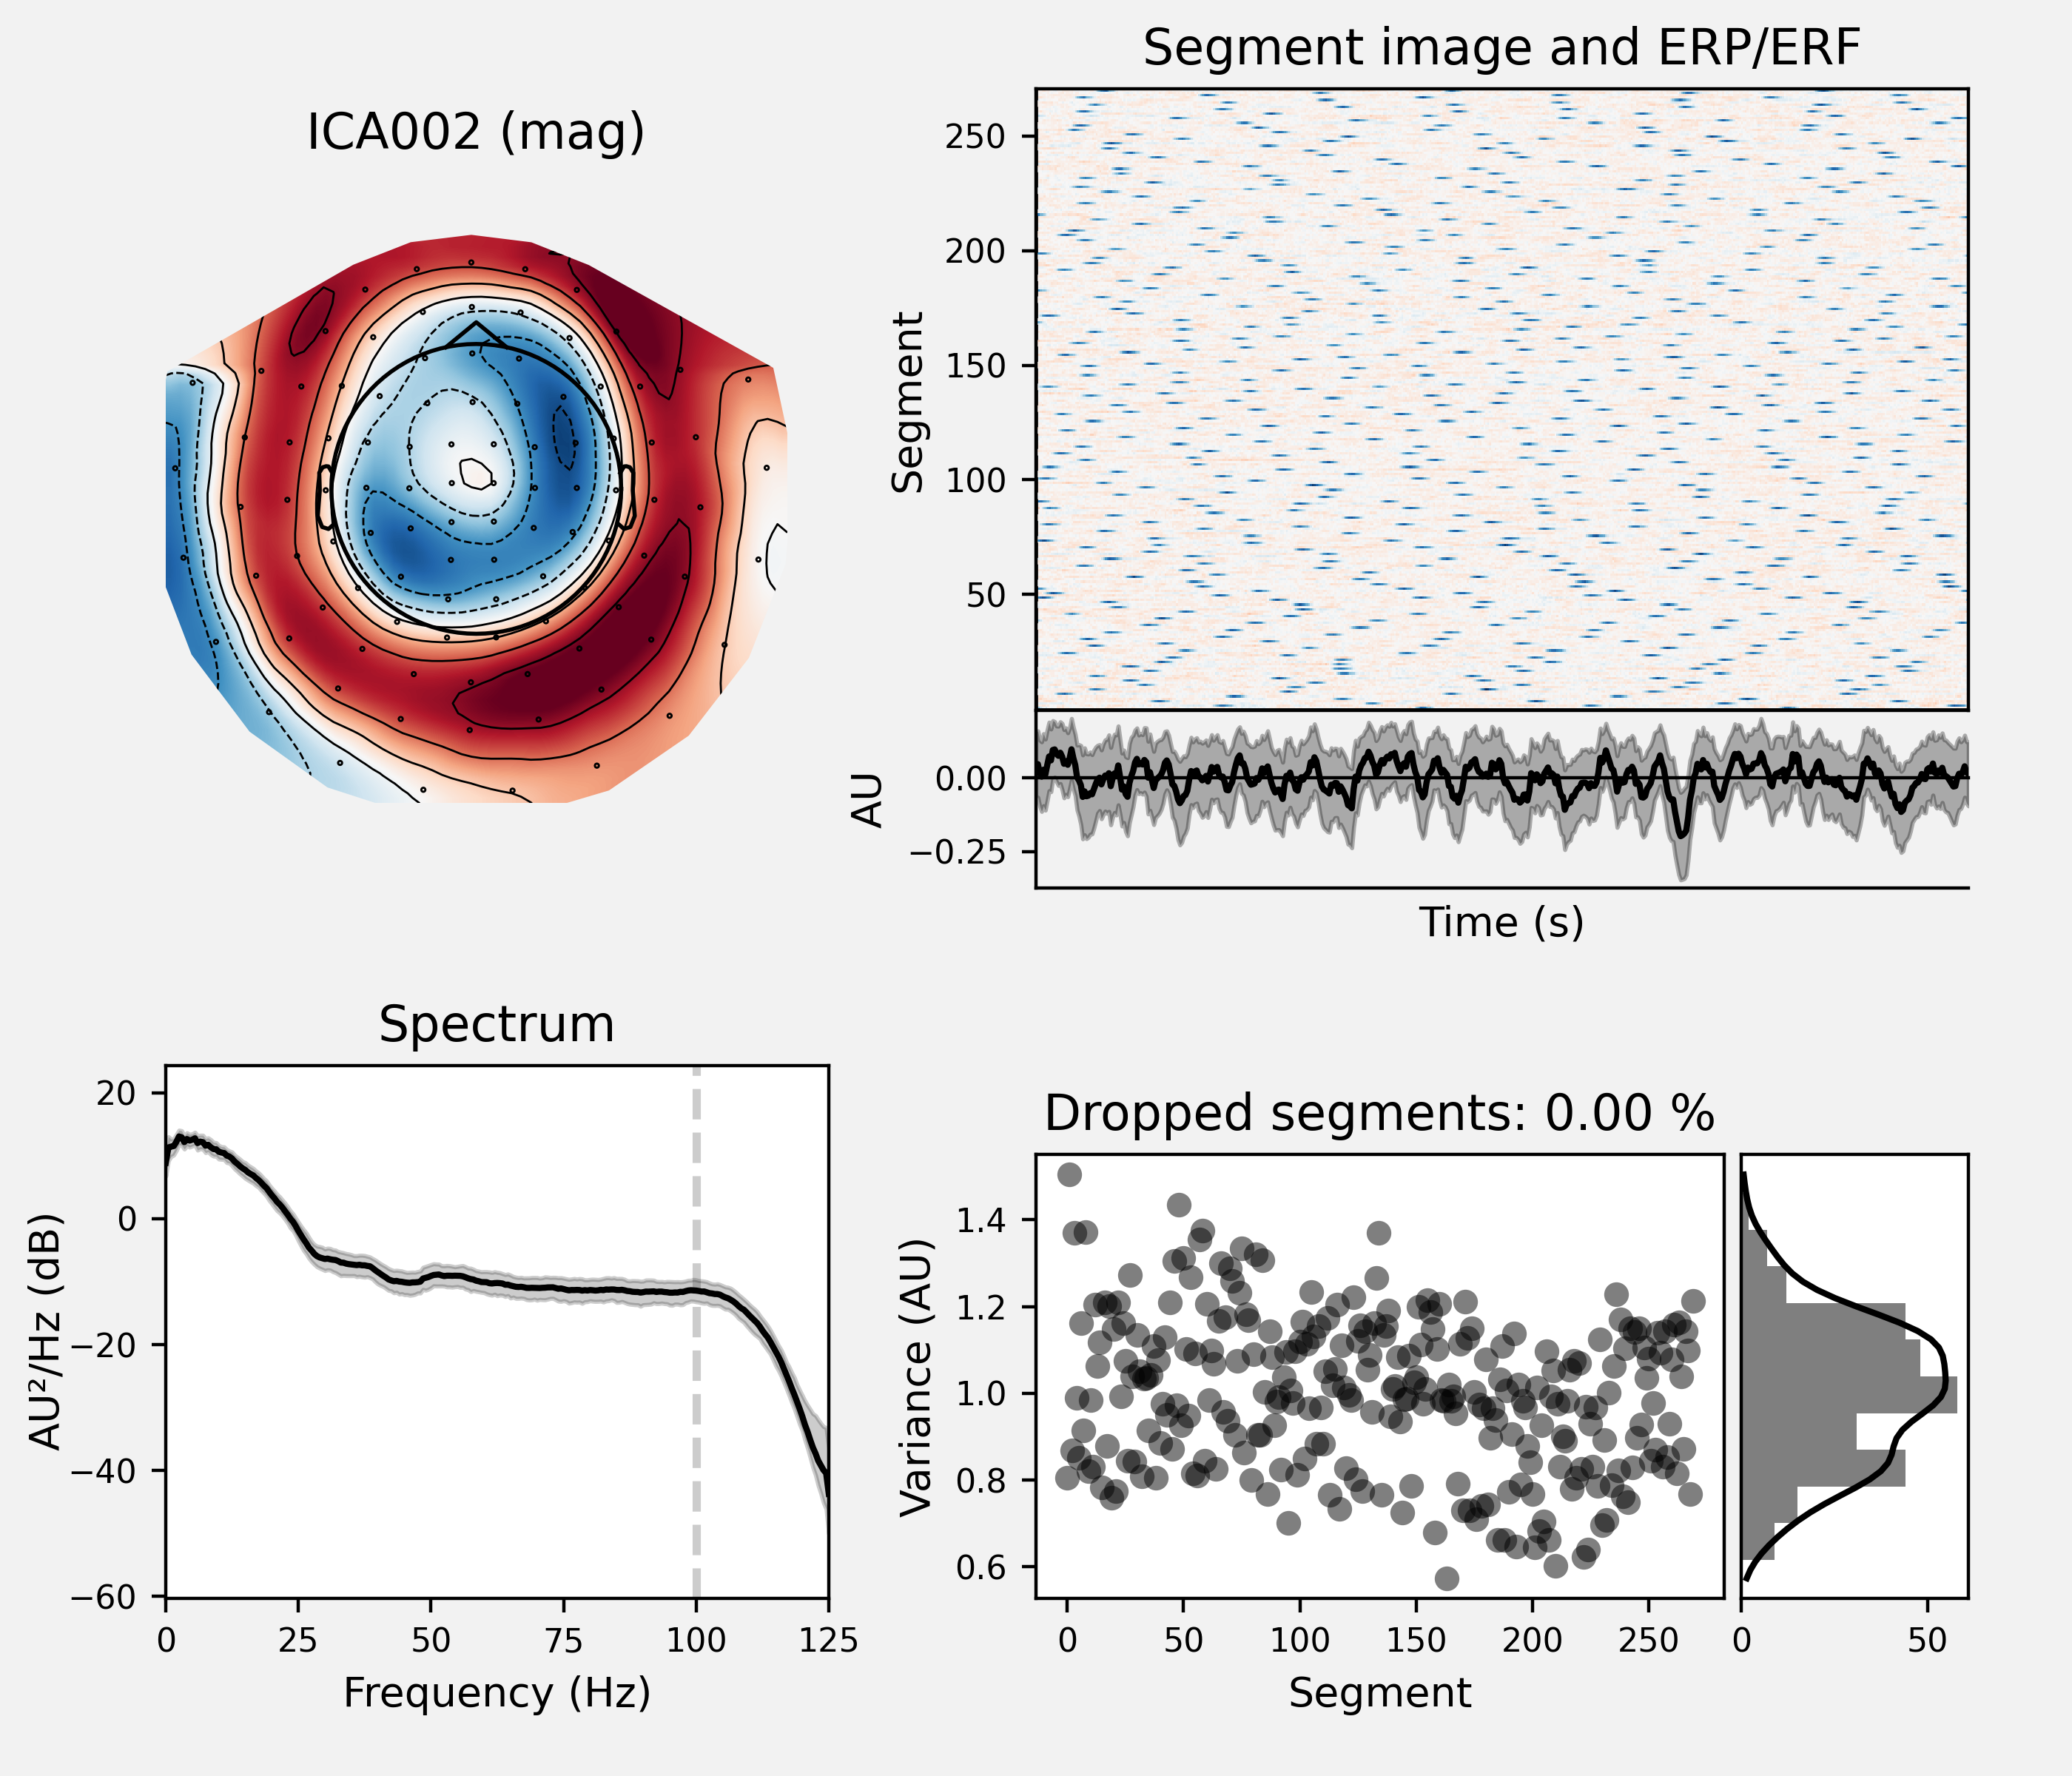 ICA002 (mag)
Segment image and ERP/ERF
Segment
250
200
150
100
50
AU
0.00
−0.25
Time (s)
Spectrum
AU²/Hz (dB)
20
0
−20
−40
−60
0 25 50 75 100 125
Frequency (Hz)
Dropped segments: 0.00 %
Variance (AU)
1.4
1.2
1.0
0.8
0.6
0 50 100 150 200 250
Segment
0 50